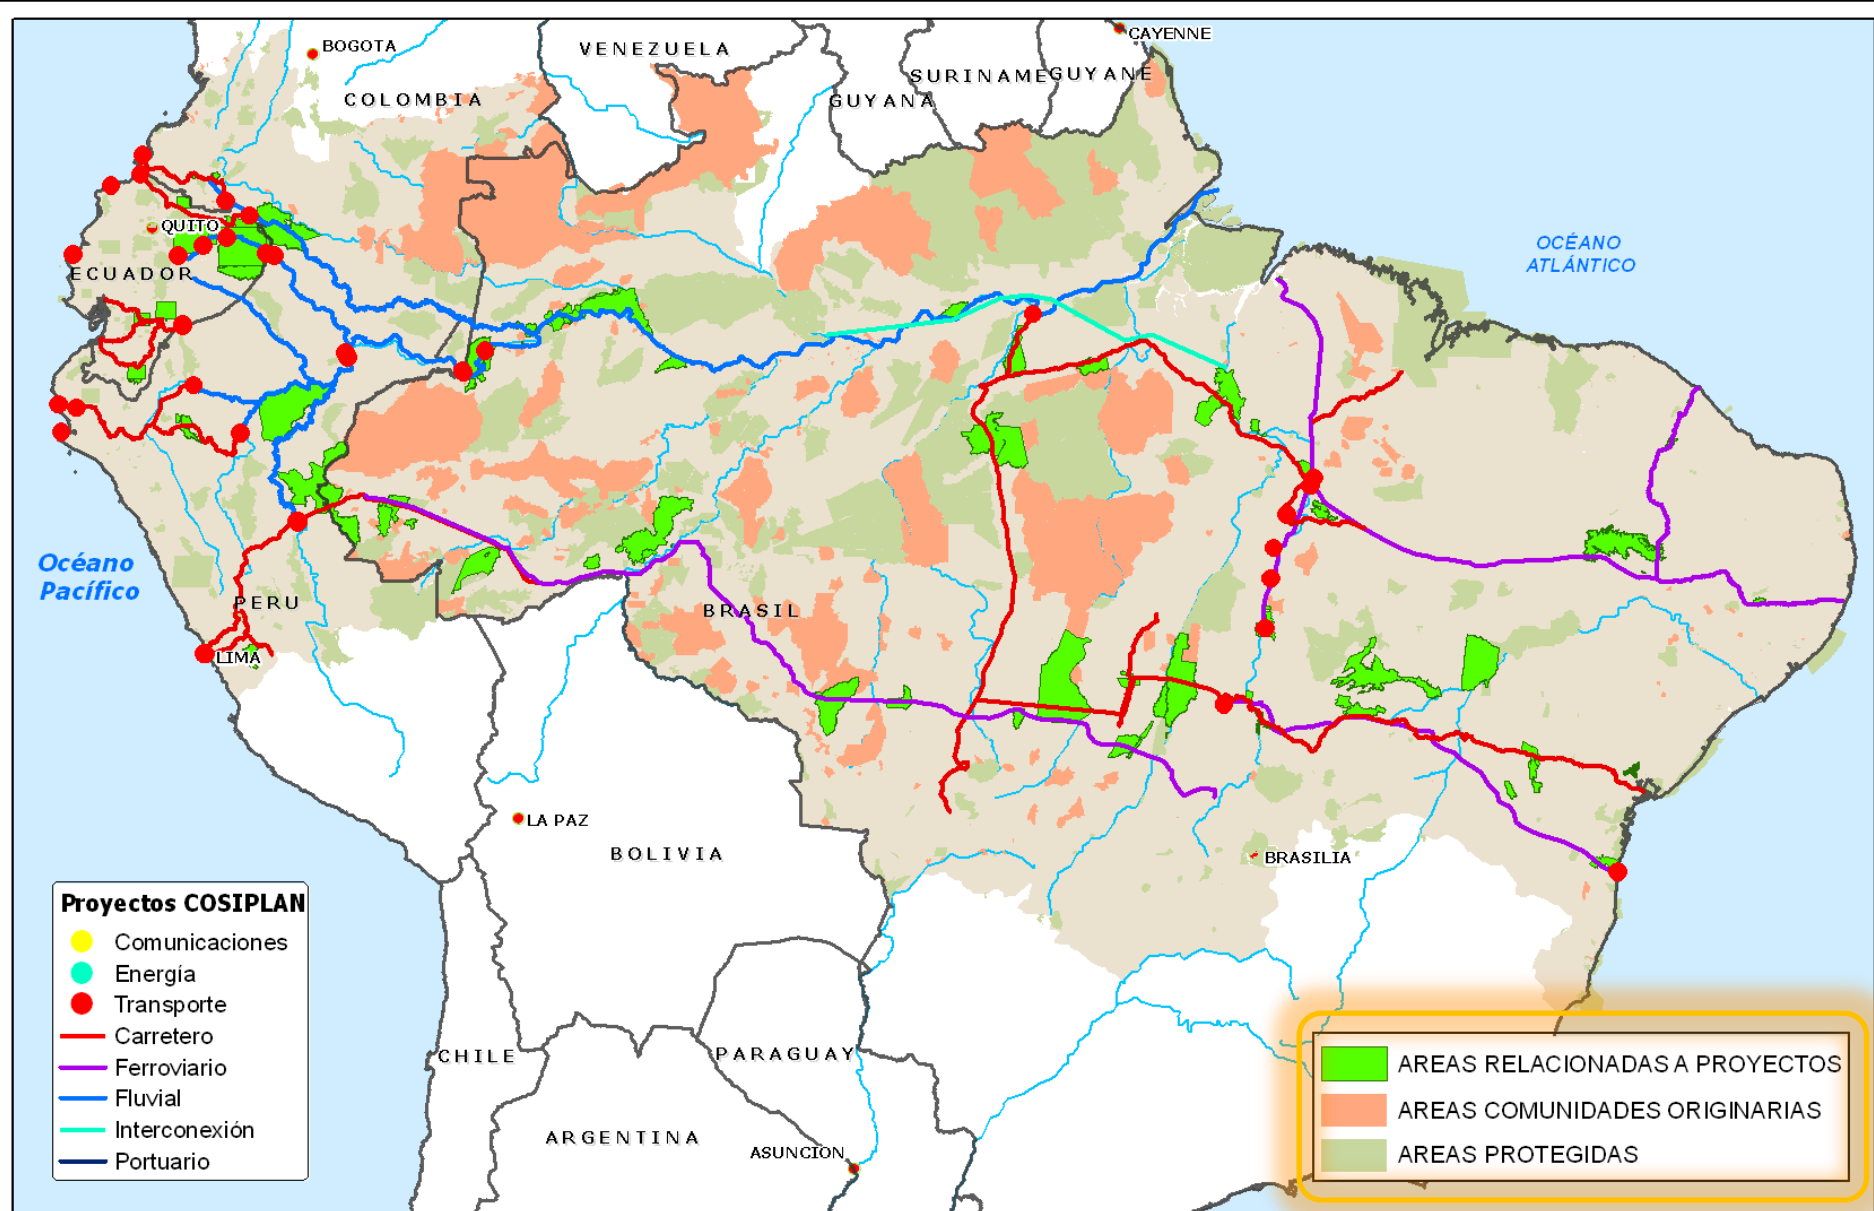 CAYENNE
BOGOTA
VENEZUELA
SURINAME
GUYANE
COLOMBIA
GUYANA
QUITO
ECUADOR
OCÉANO
ATLÁNTICO
Océano
Pacífico
PERU
BRASIL
LIMA
LA PAZ
BOLIVIA
BRASILIA
CHILE
PARAGUAY
ARGENTINA
ASUNCION
Proyectos COSIPLAN
Comunicaciones
Energía
Transporte
Carretero
Ferroviario
Fluvial
Interconexión
Portuario
AREAS RELACIONADAS A PROYECTOS
AREAS COMUNIDADES ORIGINARIAS
AREAS PROTEGIDAS